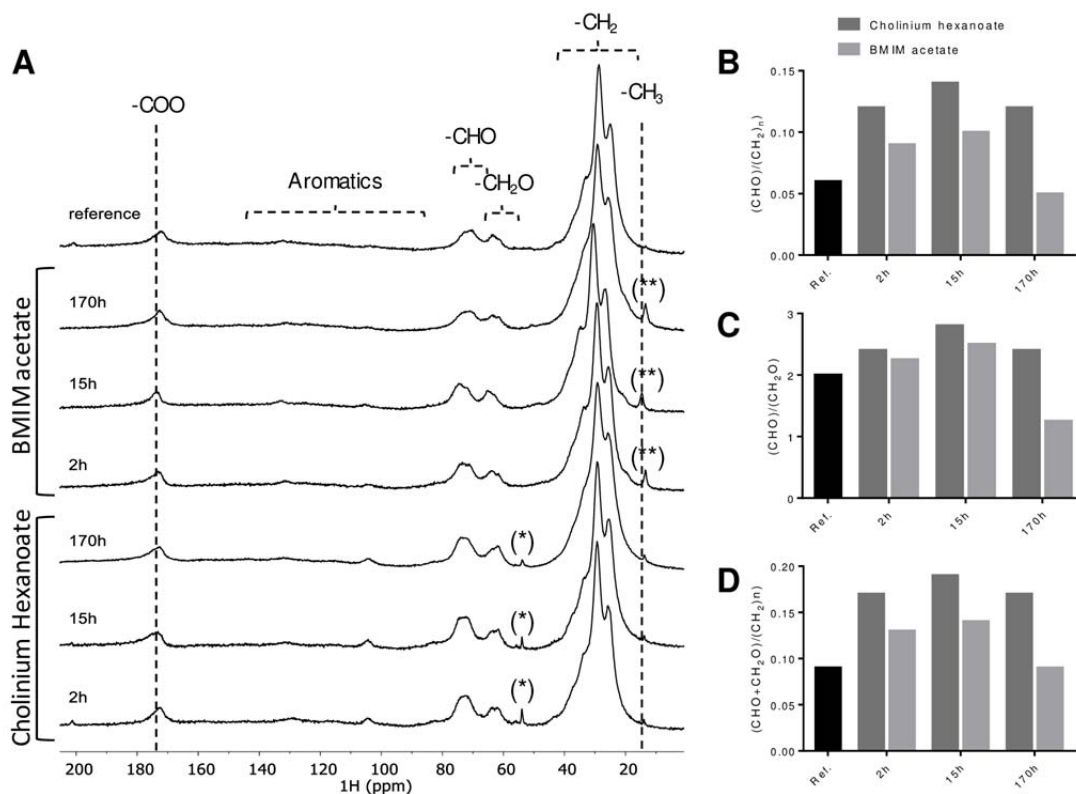 A
-CH2
-COO
-CH3
-CHO
-CH2O
Aromatics
reference
BMIM acetate
170h
(**)
15h
(**)
2h
(**)
Cholinium Hexanoate
170h
(*)
15h
(*)
2h
(*)
200 180 160 140 120 100 80 60 40 20
1H (ppm)
Cholinium hexanoate
BMIM acetate
B
(CHO)/(CH2)n)
0.15
0.10
0.05
0.00
Ref. 2h 15h 170h
C
(CHO)/(CH2O)
3
2
1
0
Ref. 2h 15h 170h
D
(CHO+CH2O)/(CH2)n)
0.20
0.15
0.10
0.05
0.00
Ref. 2h 15h 170h